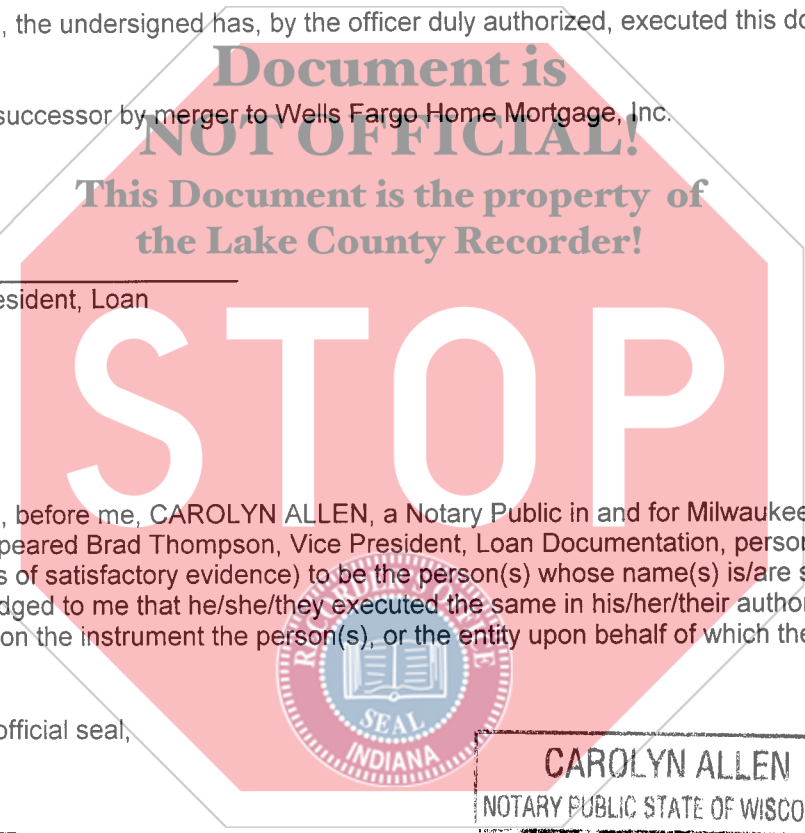 , the undersigned has, by the officer duly authorized, executed this do
Document is
successor by merger to Wells Fargo Home Mortgage, Inc.
NOT OFFICIAL!
This Document is the property of
the Lake County Recorder!
esident, Loan
STOP
, before me, CAROLYN ALLEN, a Notary Public in and for Milwaukee
peared Brad Thompson, Vice President, Loan Documentation, person
s of satisfactory evidence) to be the person(s) whose name(s) is/are s
dged to me that he/she/they executed the same in his/her/their author
on the instrument the person(s), or the entity upon behalf of which the
RECORDER'S OFFICE
SEAL
INDIANA
official seal,
CAROLYN ALLEN
NOTARY PUBLIC STATE OF WISCO